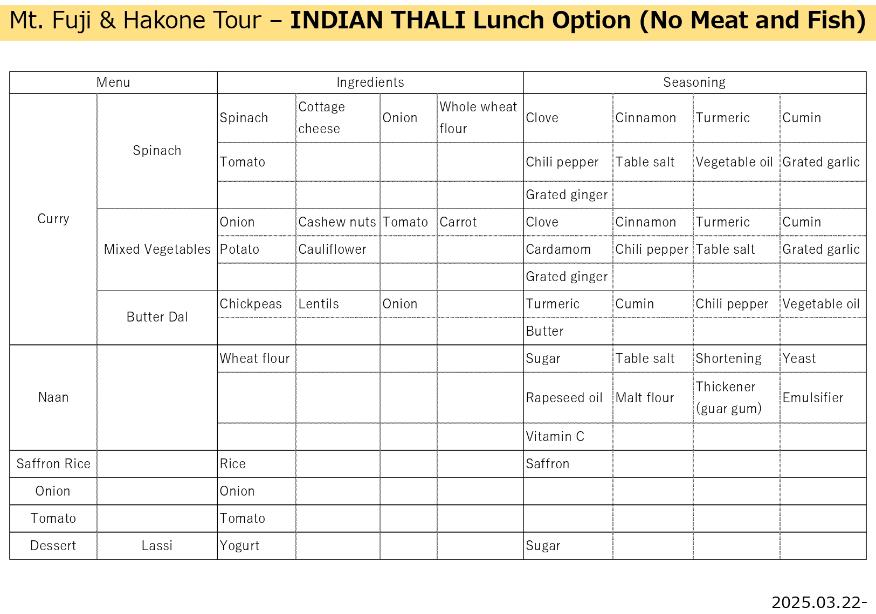 Mt. Fuji & Hakone Tour – INDIAN THALI Lunch Option (No Meat and Fish)
Menu Ingredients Seasoning
Curry
Spinach
Spinach Cottage cheese Onion Whole wheat flour Clove Cinnamon Turmeric Cumin
Tomato Chili pepper Table salt Vegetable oil Grated garlic
Grated ginger
Mixed Vegetables
Onion Cashew nuts Tomato Carrot Clove Cinnamon Turmeric Cumin
Potato Cauliflower Cardamom Chili pepper Table salt Grated garlic
Grated ginger
Butter Dal
Chickpeas Lentils Onion Turmeric Cumin Chili pepper Vegetable oil
Butter
Naan
Wheat flour Sugar Table salt Shortening Yeast
Rapeseed oil Malt flour Thickener (guar gum) Emulsifier
Vitamin C
Saffron Rice Rice Saffron
Onion Onion
Tomato Tomato
Dessert Lassi Yogurt Sugar
2025.03.22-